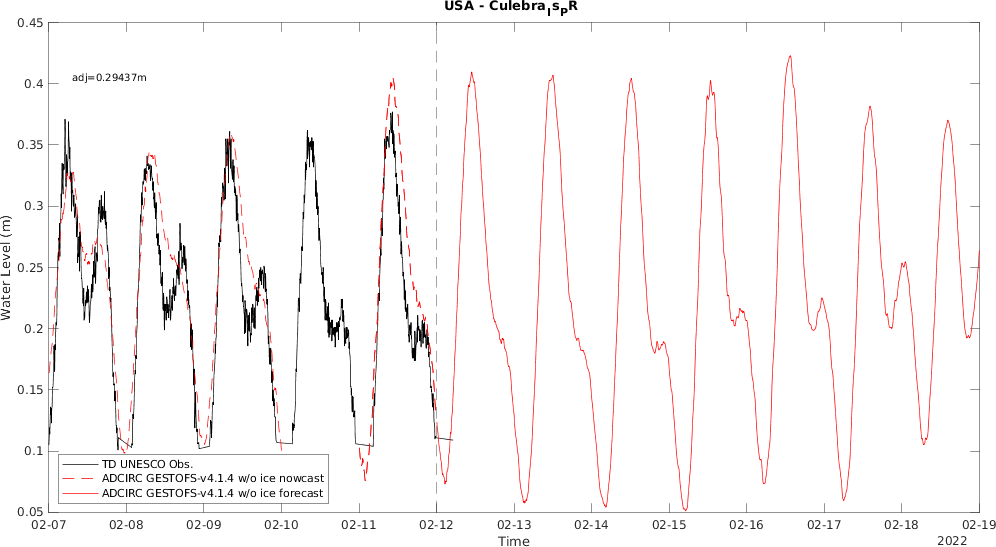 USA - CulebraIsPR
0.45
0.4
0.35
0.3
0.25
0.2
0.15
0.1
0.05
Water Level (m)
adj=0.29437m
TD UNESCO Obs.
ADCIRC GESTOFS-v4.1.4 w/o ice nowcast
ADCIRC GESTOFS-v4.1.4 w/o ice forecast
02-07 02-08 02-09 02-10 02-11 02-12 02-13 02-14 02-15 02-16 02-17 02-18 02-19
Time
2022